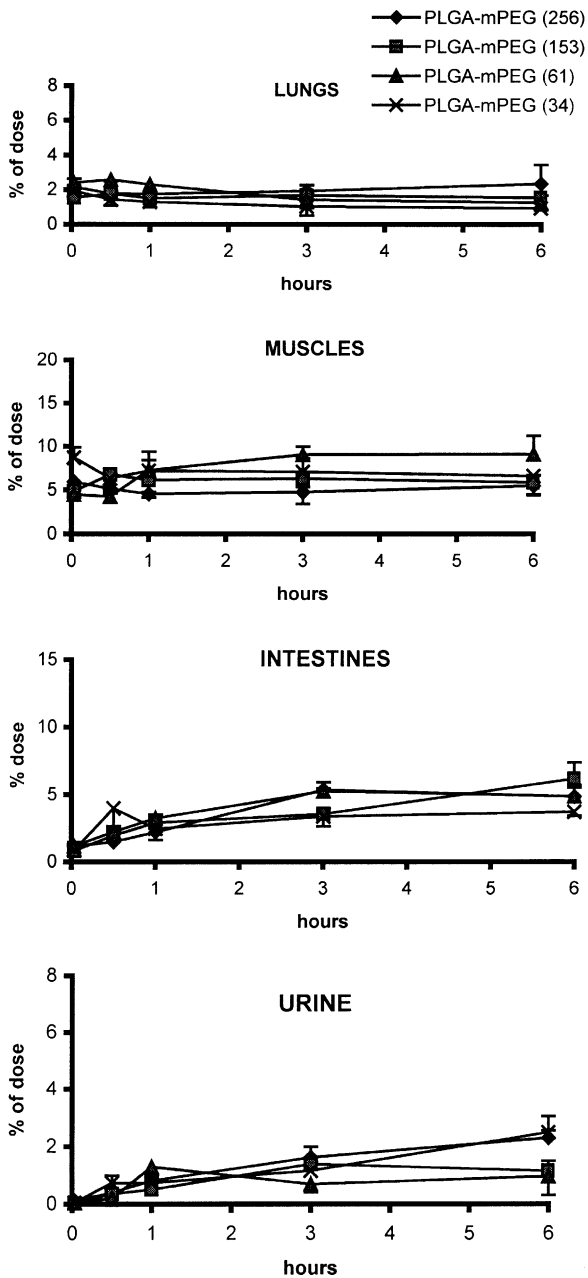 PLGA-mPEG (256)
PLGA-mPEG (153)
PLGA-mPEG (61)
PLGA-mPEG (34)
LUNGS
% of dose
8
6
4
2
0
0 1 2 3 4 5 6
hours
MUSCLES
% of dose
20
15
10
5
0
0 1 2 3 4 5 6
hours
INTESTINES
% dose
15
10
5
0
0 1 2 3 4 5 6
hours
URINE
% of dose
8
6
4
2
0
0 1 2 3 4 5 6
hours